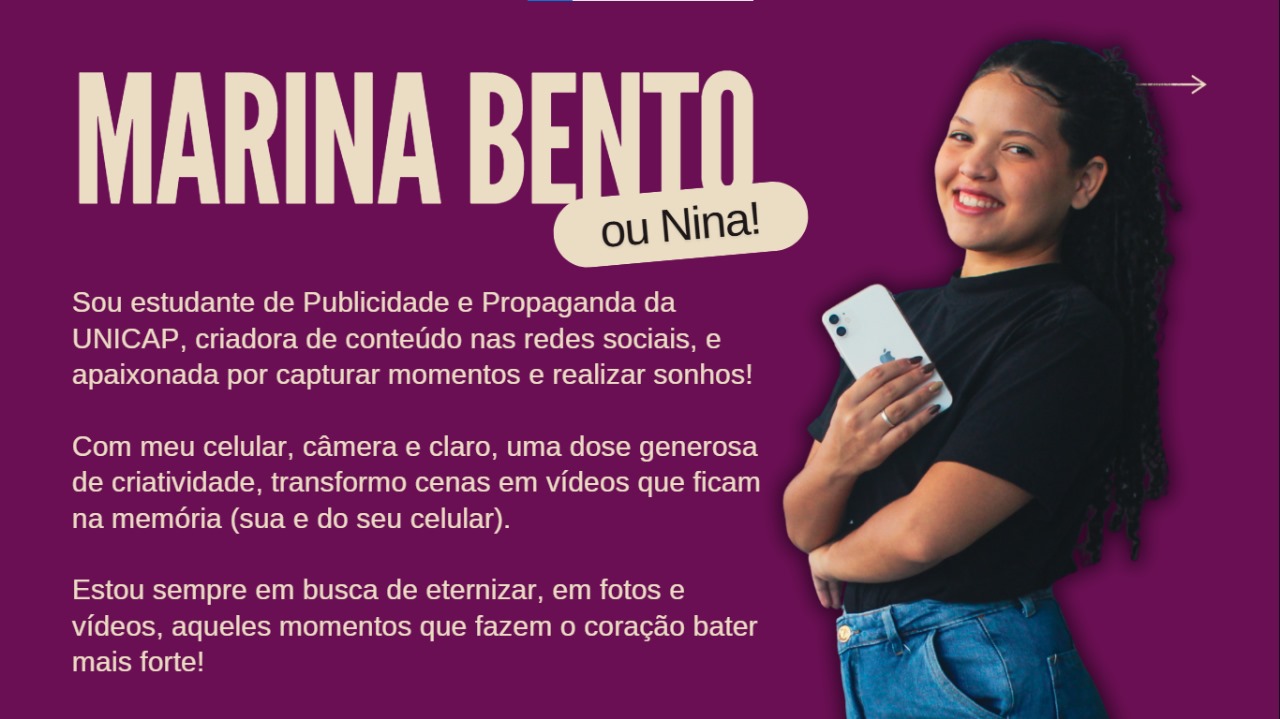 MARINA BENTO
ou Nina!
Sou estudante de Publicidade e Propaganda da
UNICAP, criadora de conteúdo nas redes sociais, e
apaixonada por capturar momentos e realizar sonhos!
Com meu celular, câmera e claro, uma dose generosa
de criatividade, transformo cenas em vídeos que ficam
na memória (sua e do seu celular).
Estou sempre em busca de eternizar, em fotos e
vídeos, aqueles momentos que fazem o coração bater
mais forte!